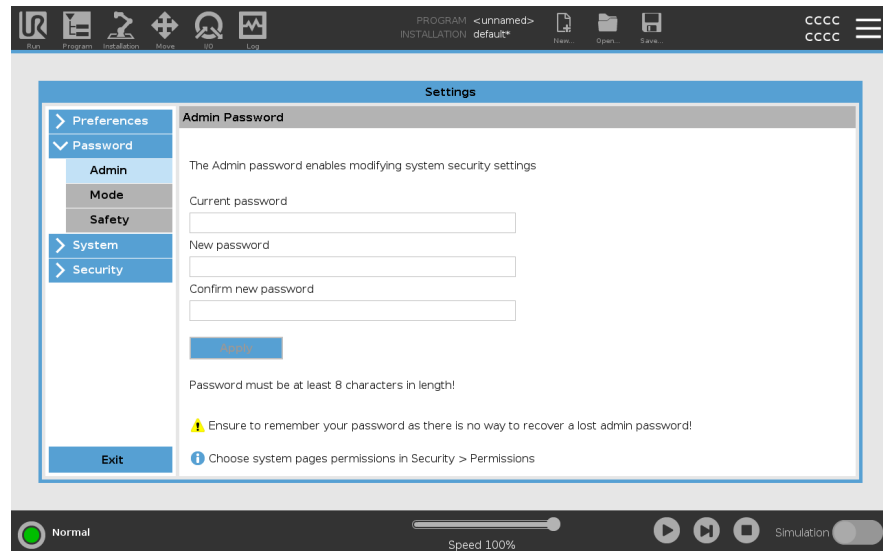 PROGRAM <unnamed>
INSTALLATION default*
cccc
cccc
Run
Program
Installation
Move
I/O
Log
New...
Open...
Save...
Settings
Preferences
Password
Admin
Mode
Safety
System
Security
Exit
Admin Password
The Admin password enables modifying system security settings
Current password
New password
Confirm new password
Apply
Password must be at least 8 characters in length!
Ensure to remember your password as there is no way to recover a lost admin password!
Choose system pages permissions in Security > Permissions
Normal
Speed 100%
Simulation